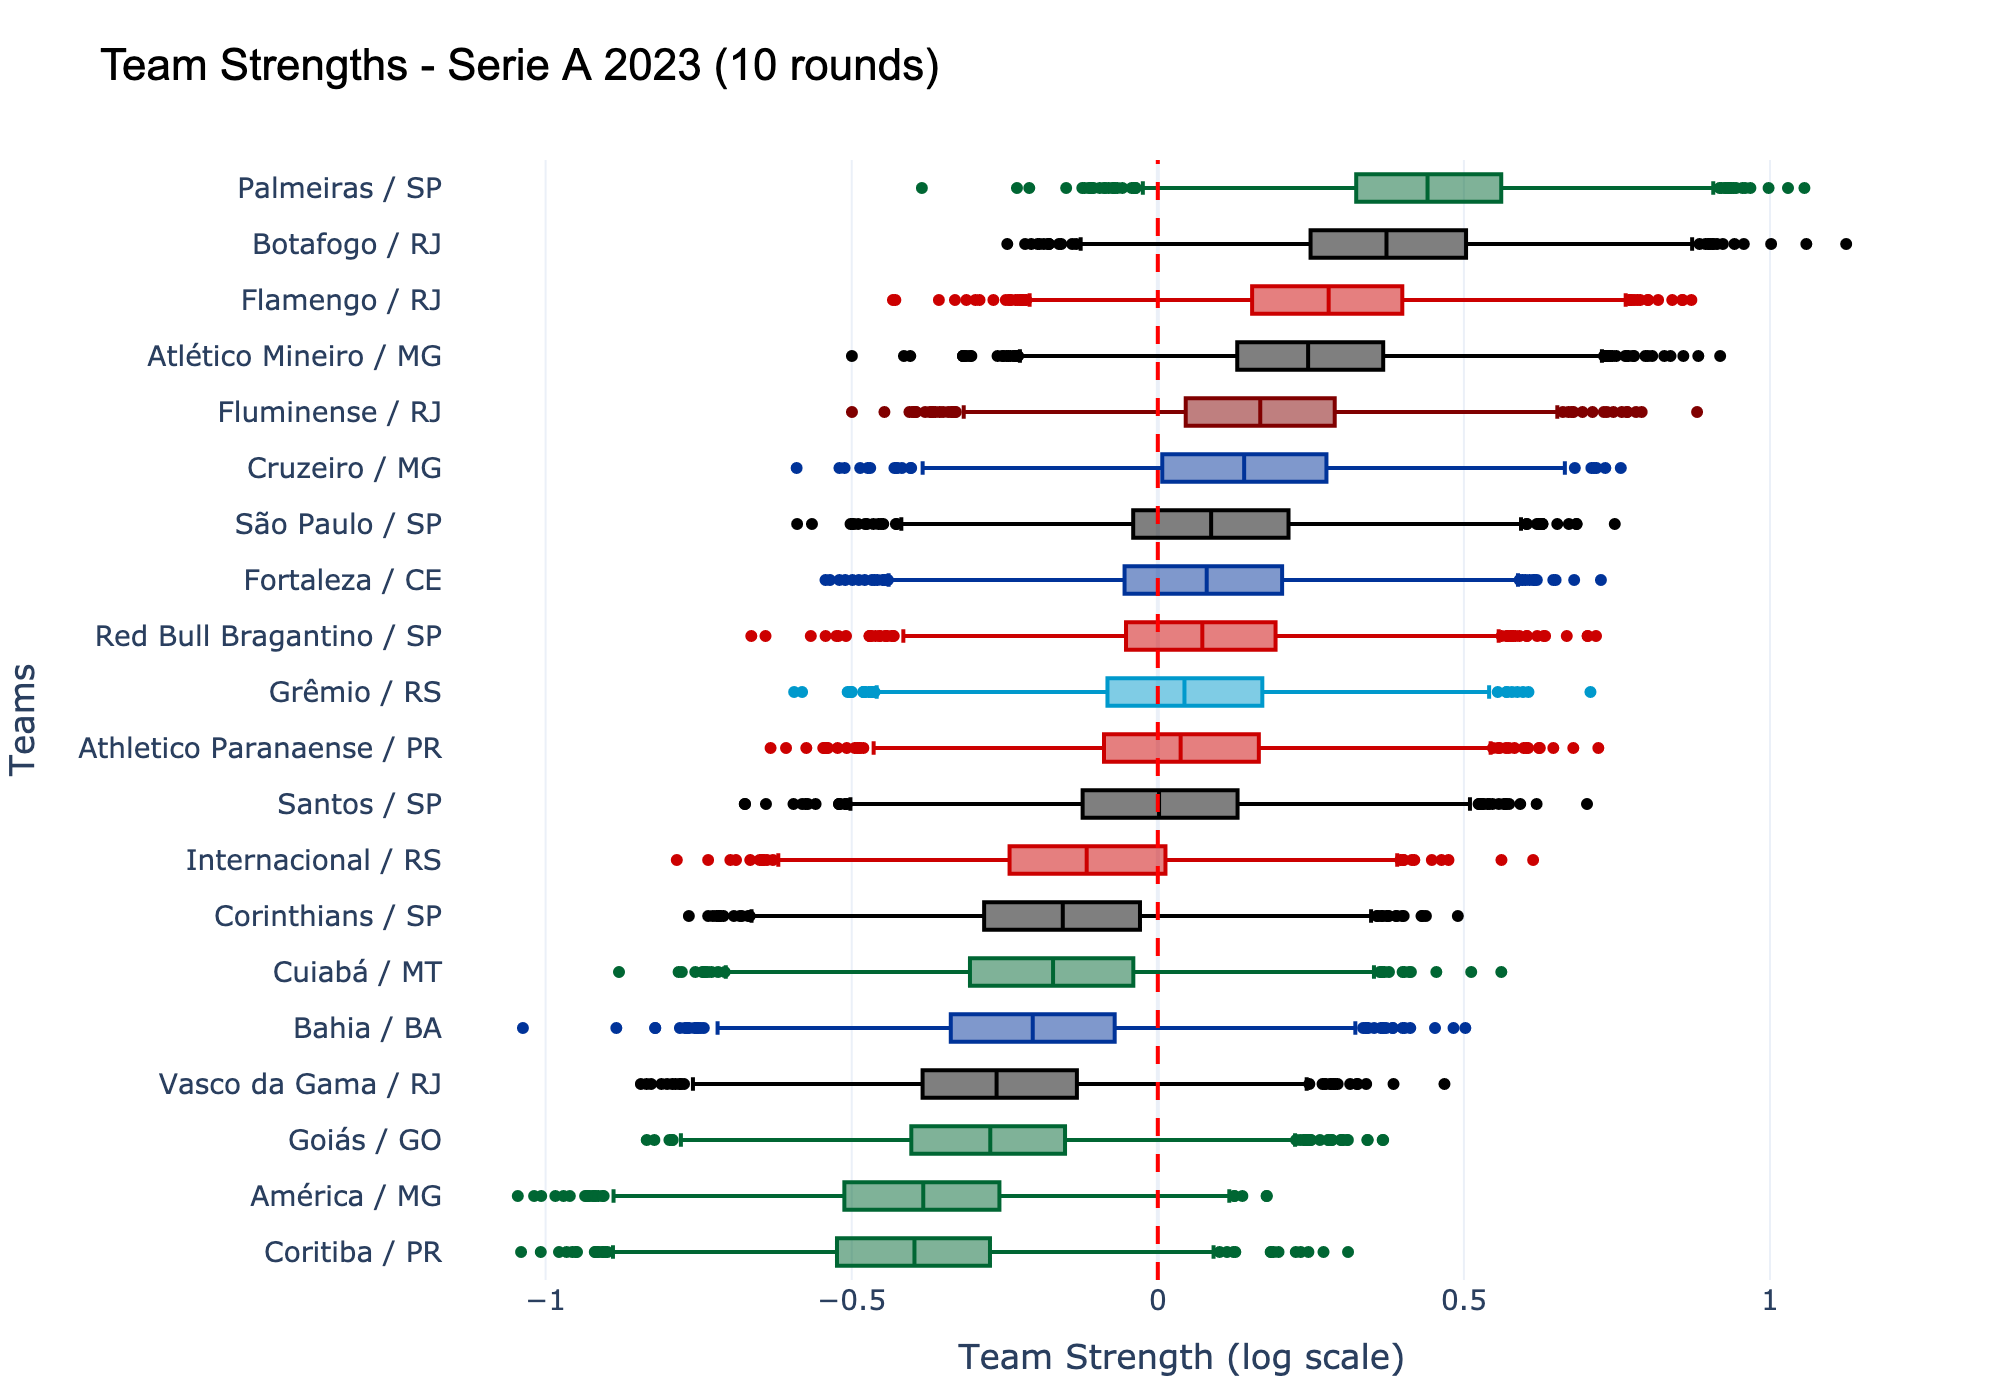 Team Strengths - Serie A 2023 (10 rounds)
Teams
Palmeiras / SP
Botafogo / RJ
Flamengo / RJ
Atlético Mineiro / MG
Fluminense / RJ
Cruzeiro / MG
São Paulo / SP
Fortaleza / CE
Red Bull Bragantino / SP
Grêmio / RS
Athletico Paranaense / PR
Santos / SP
Internacional / RS
Corinthians / SP
Cuiabá / MT
Bahia / BA
Vasco da Gama / RJ
Goiás / GO
América / MG
Coritiba / PR
−1 −0.5 0 0.5 1
Team Strength (log scale)